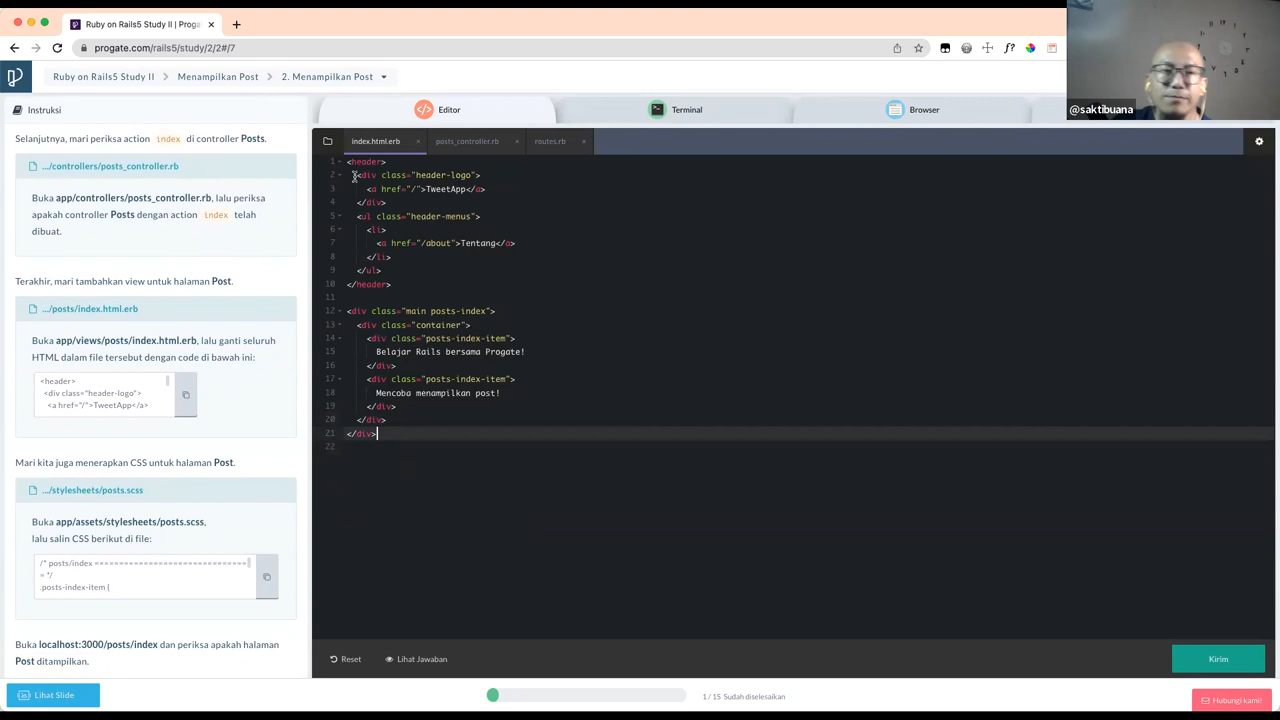 Ruby on Rails5 Study II | Progat
progate.com/rails5/study/2/2#/7
@saktibuana
Ruby on Rails5 Study II
Menampilkan Post
2. Menampilkan Post
Instruksi
Editor
Terminal
Browser
Selanjutnya, mari periksa action index di controller Posts.
.../controllers/posts_controller.rb
Buka app/controllers/posts_controller.rb, lalu periksa
apakah controller Posts dengan action index telah
dibuat.
Terakhir, mari tambahkan view untuk halaman Post.
.../posts/index.html.erb
Buka app/views/posts/index.html.erb, lalu ganti seluruh
HTML dalam file tersebut dengan code di bawah ini:
<header>
<div class="header-logo">
<a href="/">TweetApp</a>
Mari kita juga menerapkan CSS untuk halaman Post.
.../stylesheets/posts.scss
Buka app/assets/stylesheets/posts.scss,
lalu salin CSS berikut di file:
/* posts/index ================================
= */
.posts-index-item {
Buka localhost:3000/posts/index dan periksa apakah halaman
Post ditampilkan.
index.html.erb
posts_controller.rb
routes.rb
1 <header>
2 <div class="header-logo">
3 <a href="/">TweetApp</a>
4 </div>
5 <ul class="header-menus">
6 <li>
7 <a href="/about">Tentang</a>
8 </li>
9 </ul>
10 </header>
11
12 <div class="main posts-index">
13 <div class="container">
14 <div class="posts-index-item">
15 Belajar Rails bersama Progate!
16 </div>
17 <div class="posts-index-item">
18 Mencoba menampilkan post!
19 </div>
20 </div>
21 </div>
22
Reset
Lihat Jawaban
Kirim
Lihat Slide
1 / 15 Sudah diselesaikan
Hubungi kami!